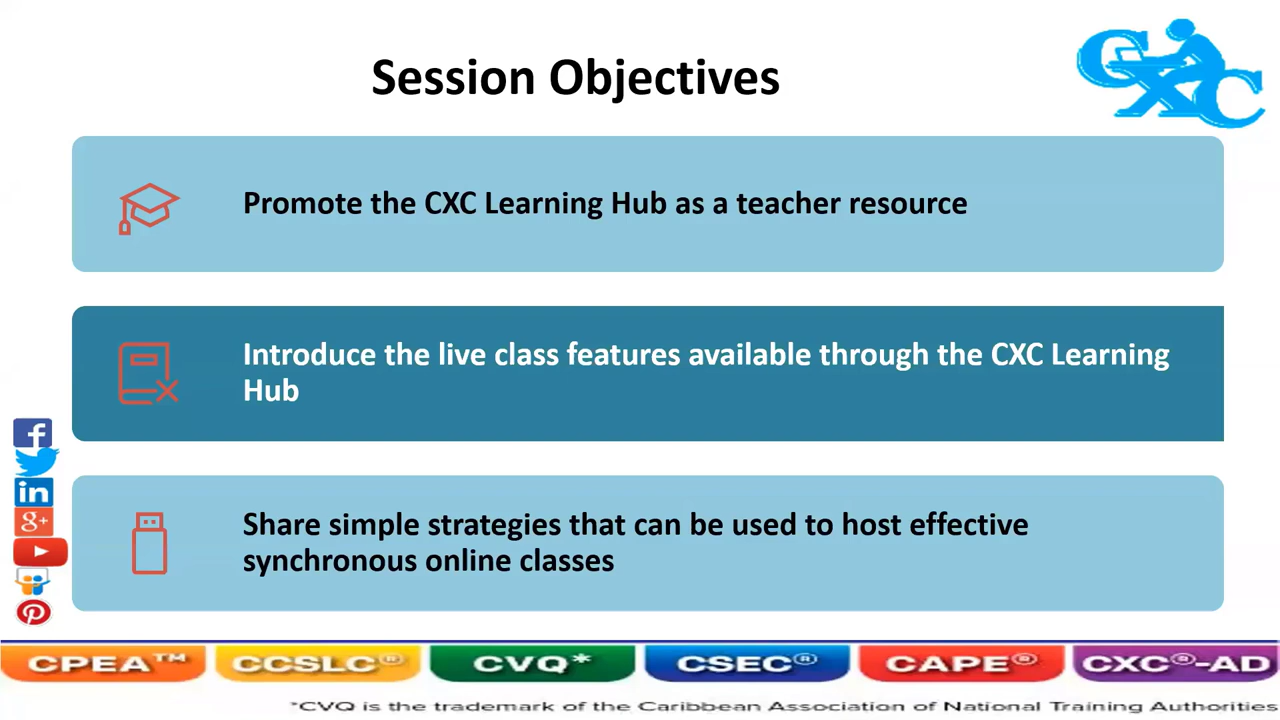 Session Objectives
CXC
Promote the CXC Learning Hub as a teacher resource
Introduce the live class features available through the CXC Learning
Hub
Share simple strategies that can be used to host effective
synchronous online classes
f
in
g+
CPEA™ CCSLC® CVQ* CSEC® CAPE® CXC®-AD
*CVQ is the trademark of the Caribbean Association of National Training Authorities